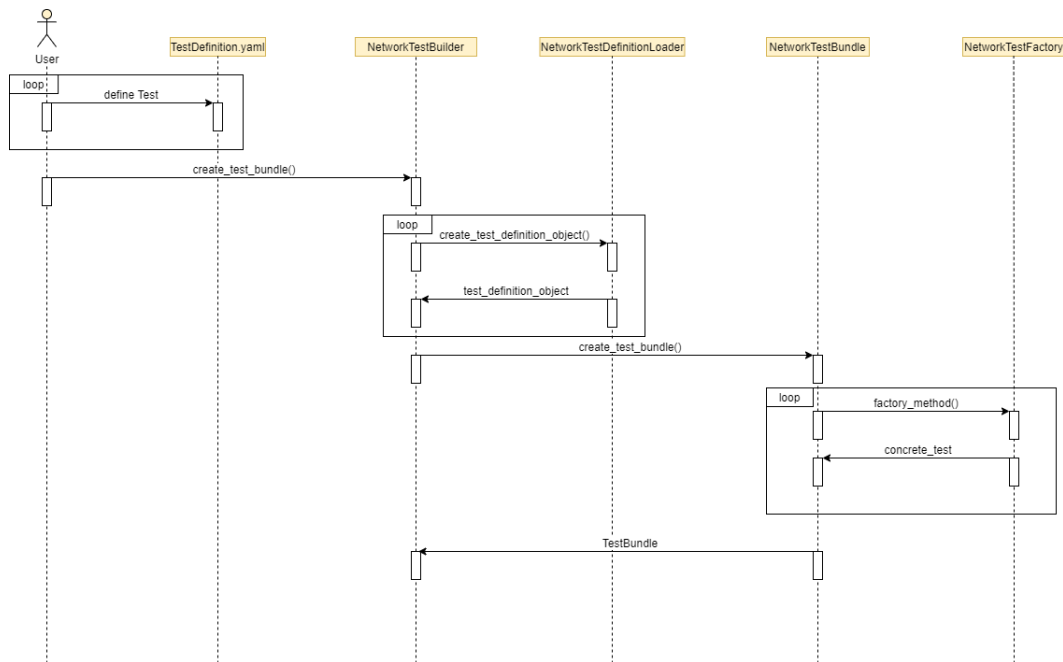 User
TestDefinition.yaml
NetworkTestBuilder
NetworkTestDefinitionLoader
NetworkTestBundle
NetworkTestFactory
loop
define Test
create_test_bundle()
loop
create_test_definition_object()
test_definition_object
create_test_bundle()
loop
factory_method()
concrete_test
TestBundle